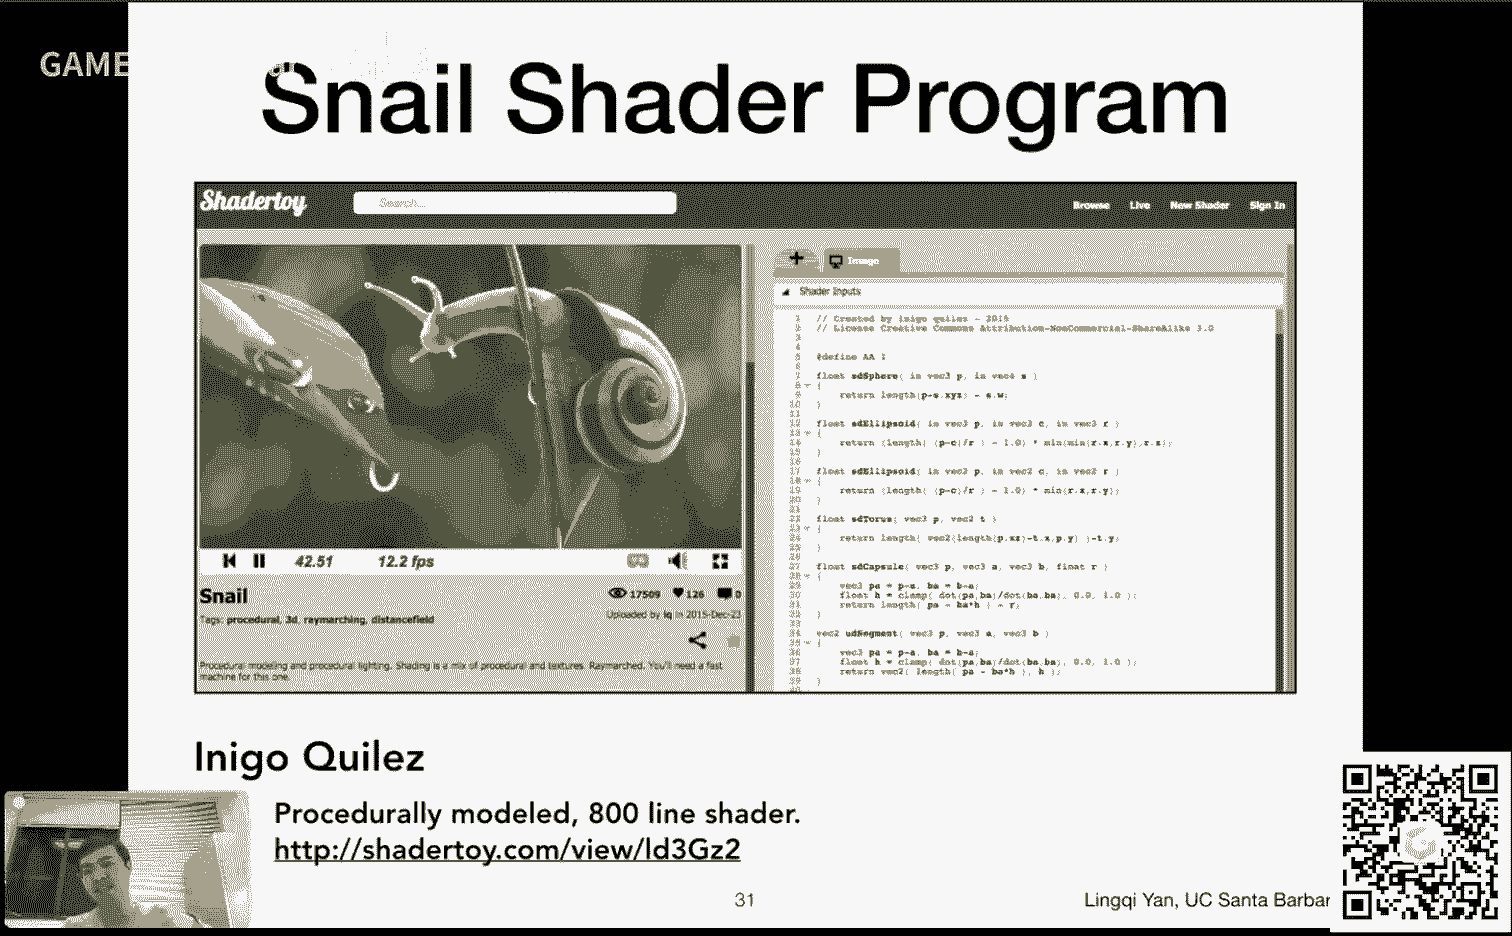 GAME
Snail Shader Program
Shadertoy
Search...
Browse Live New Shader Sign In
Image
Shader Inputs
1 // Created by inigo quilez - 2015
2 // License Creative Commons Attribution-NonCommercial-ShareAlike 3.0
3
4
5 #define AA 1
6
7 float sdSphere( in vec3 p, in vec4 s )
8 {
9 return length(p-s.xyz) - s.w;
10 }
11
12 float sdEllipsoid( in vec3 p, in vec3 c, in vec3 r )
13 {
14 return (length( (p-c)/r ) - 1.0) * min(min(r.x,r.y),r.z);
15 }
16
17 float sdEllipsoid( in vec2 p, in vec2 c, in vec2 r )
18 {
19 return (length( (p-c)/r ) - 1.0) * min(r.x,r.y);
20 }
21
22 float sdTorus( vec3 p, vec2 t )
23 {
24 return length( vec2(length(p.xz)-t.x,p.y) )-t.y;
25 }
26
27 float sdCapsule( vec3 p, vec3 a, vec3 b, float r )
28 {
29 vec3 pa = p-a, ba = b-a;
30 float h = clamp( dot(pa,ba)/dot(ba,ba), 0.0, 1.0 );
31 return length( pa - ba*h ) - r;
32 }
33
34 vec2 udSegment( vec3 p, vec3 a, vec3 b )
35 {
36 vec3 pa = p-a, ba = b-a;
37 float h = clamp( dot(pa,ba)/dot(ba,ba), 0.0, 1.0 );
38 return vec2( length( pa - ba*h ), h );
39 }
42.51 12.2 fps
Snail
17509 126 0
Tags: procedural, 3d, raymarching, distancefield
Uploaded by iq in 2015-Dec-23
Procedural modeling and procedural lighting. Shading is a mix of procedural and textures. Raymarched. You'll need a fast
machine for this one.
Inigo Quilez
Procedurally modeled, 800 line shader.
http://shadertoy.com/view/ld3Gz2
31
Lingqi Yan, UC Santa Barbar